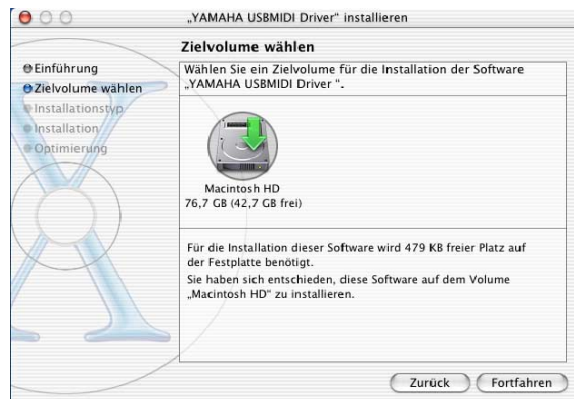 „YAMAHA USBMIDI Driver“ installieren
Zielvolume wählen
Einführung
Zielvolume wählen
Installationstyp
Installation
Optimierung
Wählen Sie ein Zielvolume für die Installation der Software
„YAMAHA USBMIDI Driver “.
Macintosh HD
76,7 GB (42,7 GB frei)
Für die Installation dieser Software wird 479 KB freier Platz auf
der Festplatte benötigt.
Sie haben sich entschieden, diese Software auf dem Volume
„Macintosh HD“ zu installieren.
Zurück
Fortfahren